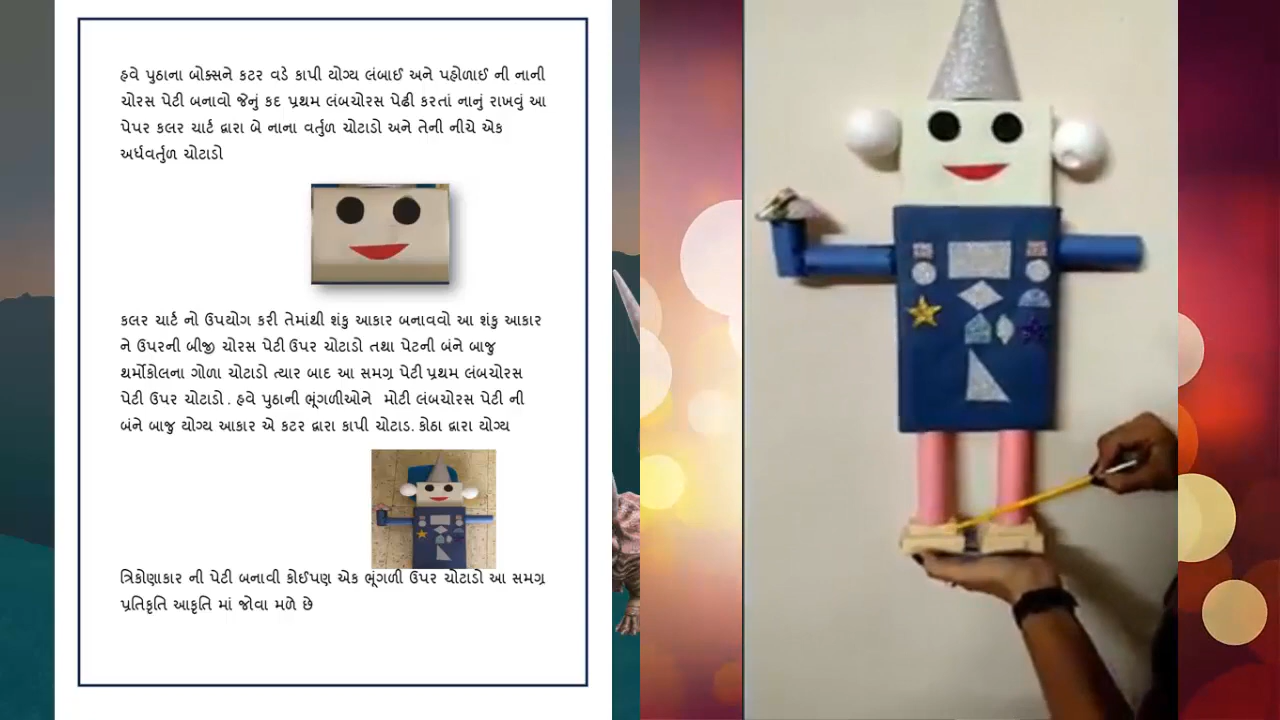 હવે પુઠાના બોક્સને કટર વડે કાપી યોગ્ય લંબાઈ અને પહોળાઈ ની નાની
ચોરસ પેટી બનાવો જેનું કદ પ્રથમ લંબચોરસ પેઢી કરતાં નાનું રાખવું આ
પેપર કલર ચાર્ટ દ્વારા બે નાના વર્તુળ ચોટાડો અને તેની નીચે એક
અર્ધવર્તુળ ચોટાડો
કલર ચાર્ટ નો ઉપયોગ કરી તેમાંથી શંકુ આકાર બનાવવો આ શંકુ આકાર
ને ઉપરની બીજી ચોરસ પેટી ઉપર ચોટાડો તથા પેટની બંને બાજુ
થર્મોકોલના ગોળા ચોટાડો ત્યાર બાદ આ સમગ્ર પેટી પ્રથમ લંબચોરસ
પેટી ઉપર ચોટાડો . હવે પુઠાની ભૂંગળીઓને મોટી લંબચોરસ પેટી ની
બંને બાજુ યોગ્ય આકાર એ કટર દ્વારા કાપી ચોટાડ. કોઠા દ્વારા યોગ્ય
ત્રિકોણાકાર ની પેટી બનાવી કોઈપણ એક ભૂંગળી ઉપર ચોટાડો આ સમગ્ર
પ્રતિકૃતિ આકૃતિ માં જોવા મળે છે